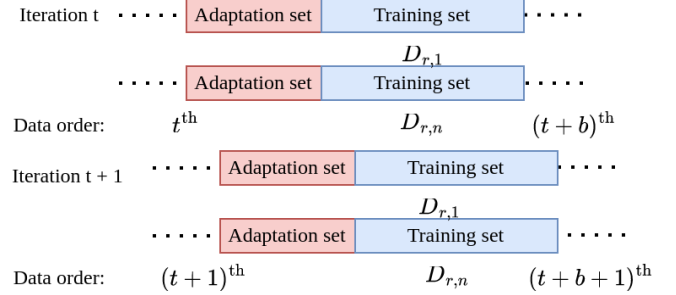 Iteration t ..... Adaptation set Training set .....
D_{r,1}
..... Adaptation set Training set .....
Data order: t^{th} D_{r,n} (t + b)^{th}
Iteration t + 1 ..... Adaptation set Training set .....
D_{r,1}
..... Adaptation set Training set .....
Data order: (t + 1)^{th} D_{r,n} (t + b + 1)^{th}